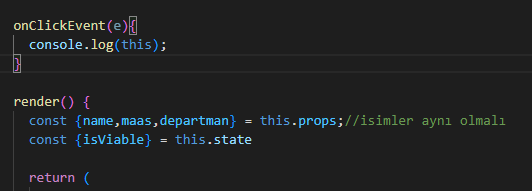 onClickEvent(e){
console.log(this);
}
render() {
const {name,maas,departman} = this.props;//isimler aynı olmalı
const {isViable} = this.state
return (